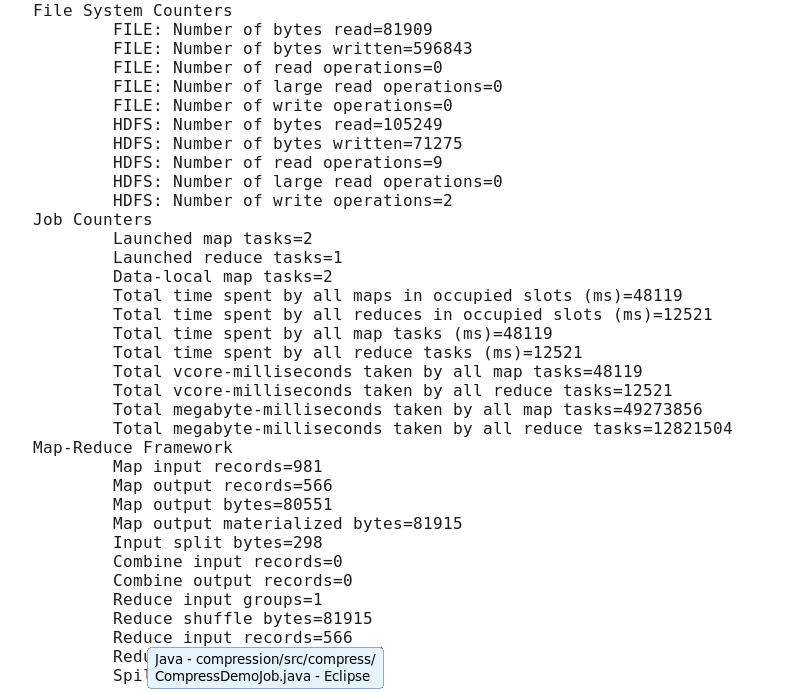 File System Counters
FILE: Number of bytes read=81909
FILE: Number of bytes written=596843
FILE: Number of read operations=0
FILE: Number of large read operations=0
FILE: Number of write operations=0
HDFS: Number of bytes read=105249
HDFS: Number of bytes written=71275
HDFS: Number of read operations=9
HDFS: Number of large read operations=0
HDFS: Number of write operations=2
Job Counters
Launched map tasks=2
Launched reduce tasks=1
Data-local map tasks=2
Total time spent by all maps in occupied slots (ms)=48119
Total time spent by all reduces in occupied slots (ms)=12521
Total time spent by all map tasks (ms)=48119
Total time spent by all reduce tasks (ms)=12521
Total vcore-milliseconds taken by all map tasks=48119
Total vcore-milliseconds taken by all reduce tasks=12521
Total megabyte-milliseconds taken by all map tasks=49273856
Total megabyte-milliseconds taken by all reduce tasks=12821504
Map-Reduce Framework
Map input records=981
Map output records=566
Map output bytes=80551
Map output materialized bytes=81915
Input split bytes=298
Combine input records=0
Combine output records=0
Reduce input groups=1
Reduce shuffle bytes=81915
Reduce input records=566
Java - compression/src/compress/
CompressDemoJob.java - Eclipse